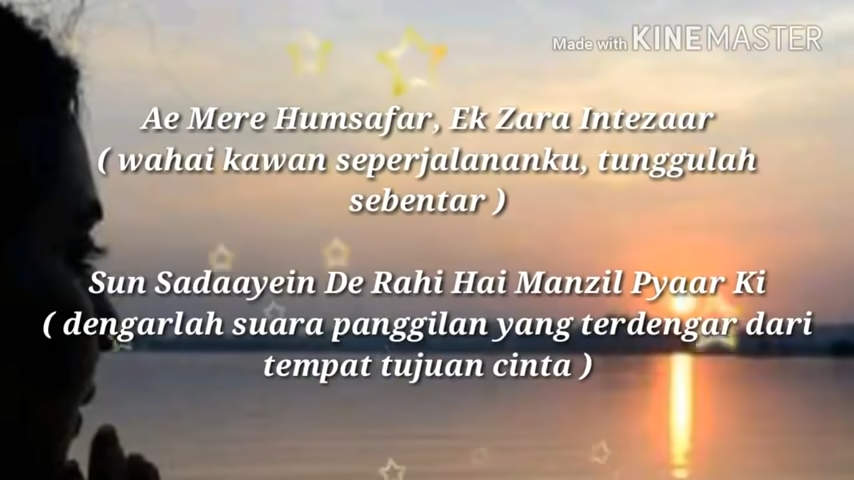 Made with KINEMASTER
Ae Mere Humsafar, Ek Zara Intezaar
( wahai kawan seperjalananku, tunggulah
sebentar )
Sun Sadaayein De Rahi Hai Manzil Pyaar Ki
( dengarlah suara panggilan yang terdengar dari
tempat tujuan cinta )